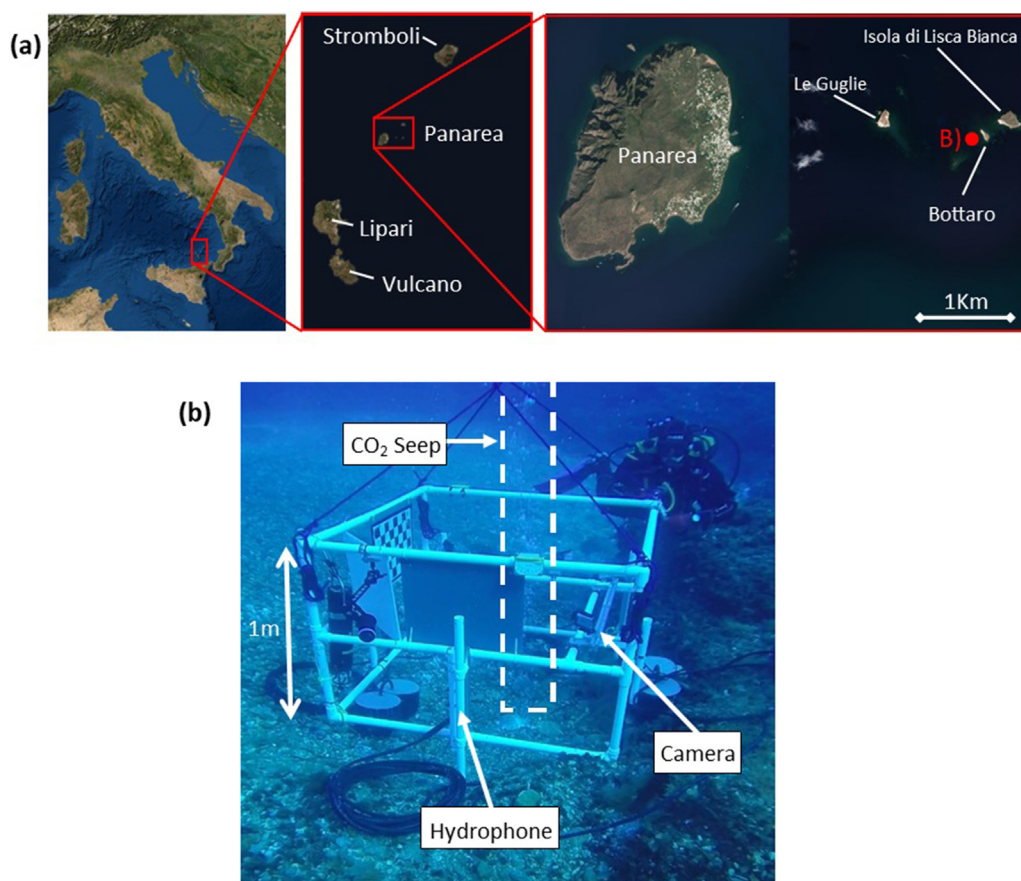 (a)
Stromboli
Panarea
Lipari
Vulcano
Panarea
Isola di Lisca Bianca
Le Guglie
B)
Bottaro
1Km
(b)
CO₂ Seep
1m
Camera
Hydrophone